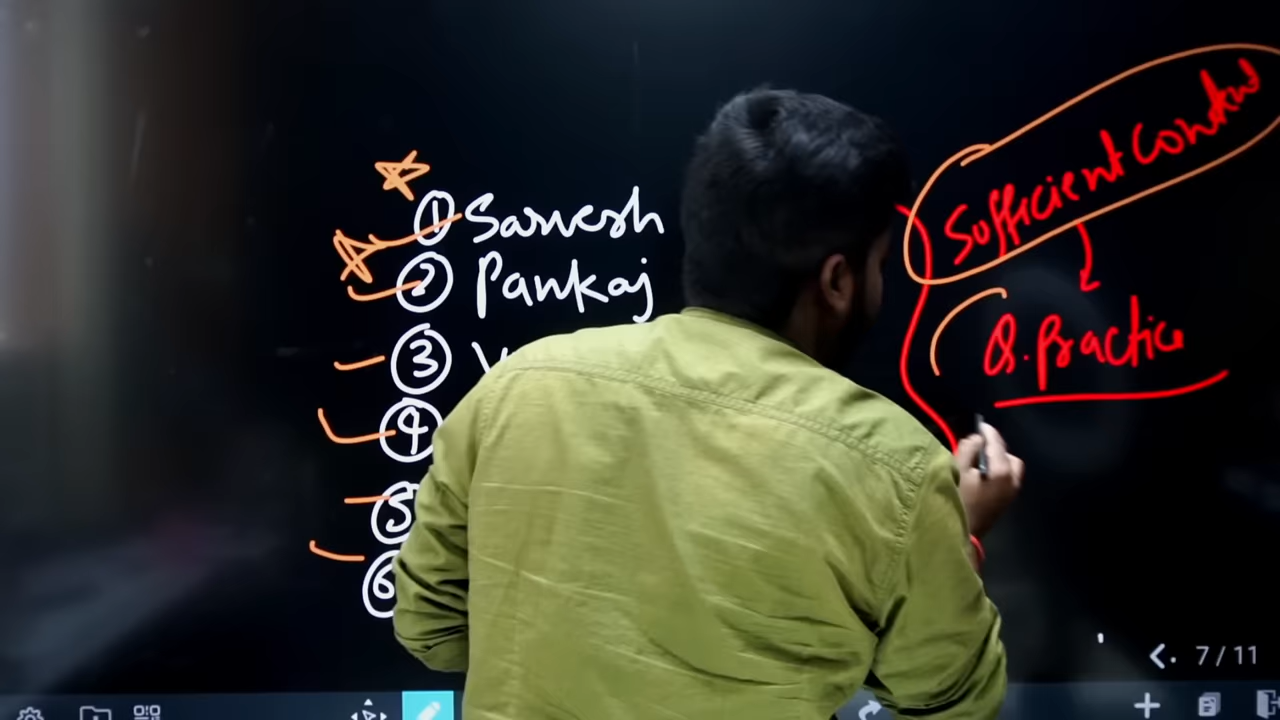 ① Sarvesh
② Pankaj
③ V
④
⑤
⑥
Sufficient Content
Q. Practice
7 / 11